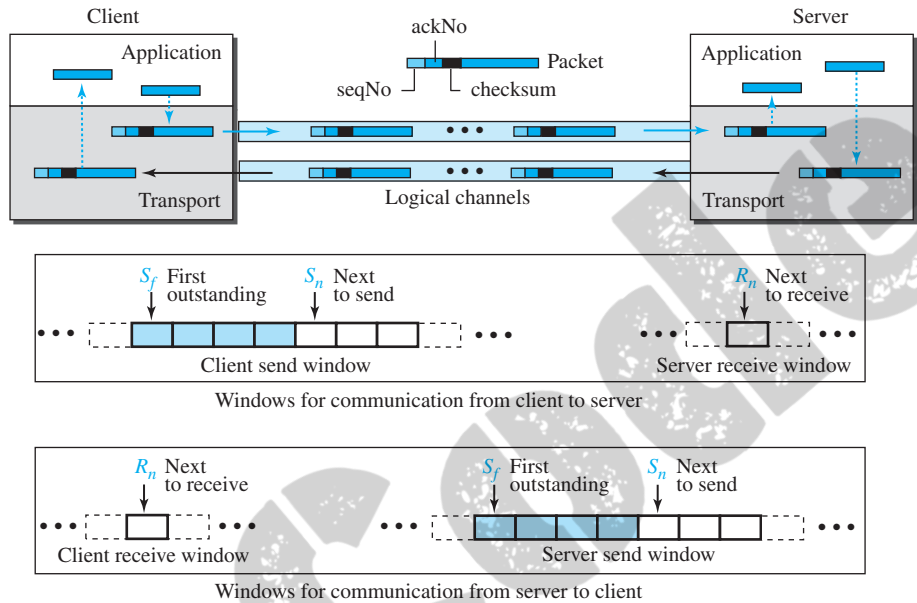 Client
Server
ackNo
Application
Application
Packet
seqNo
checksum
Transport
Logical channels
Transport
Sf First outstanding
Sn Next to send
Rn Next to receive
Client send window
Server receive window
Windows for communication from client to server
Rn Next to receive
Sf First outstanding
Sn Next to send
Client receive window
Server send window
Windows for communication from server to client